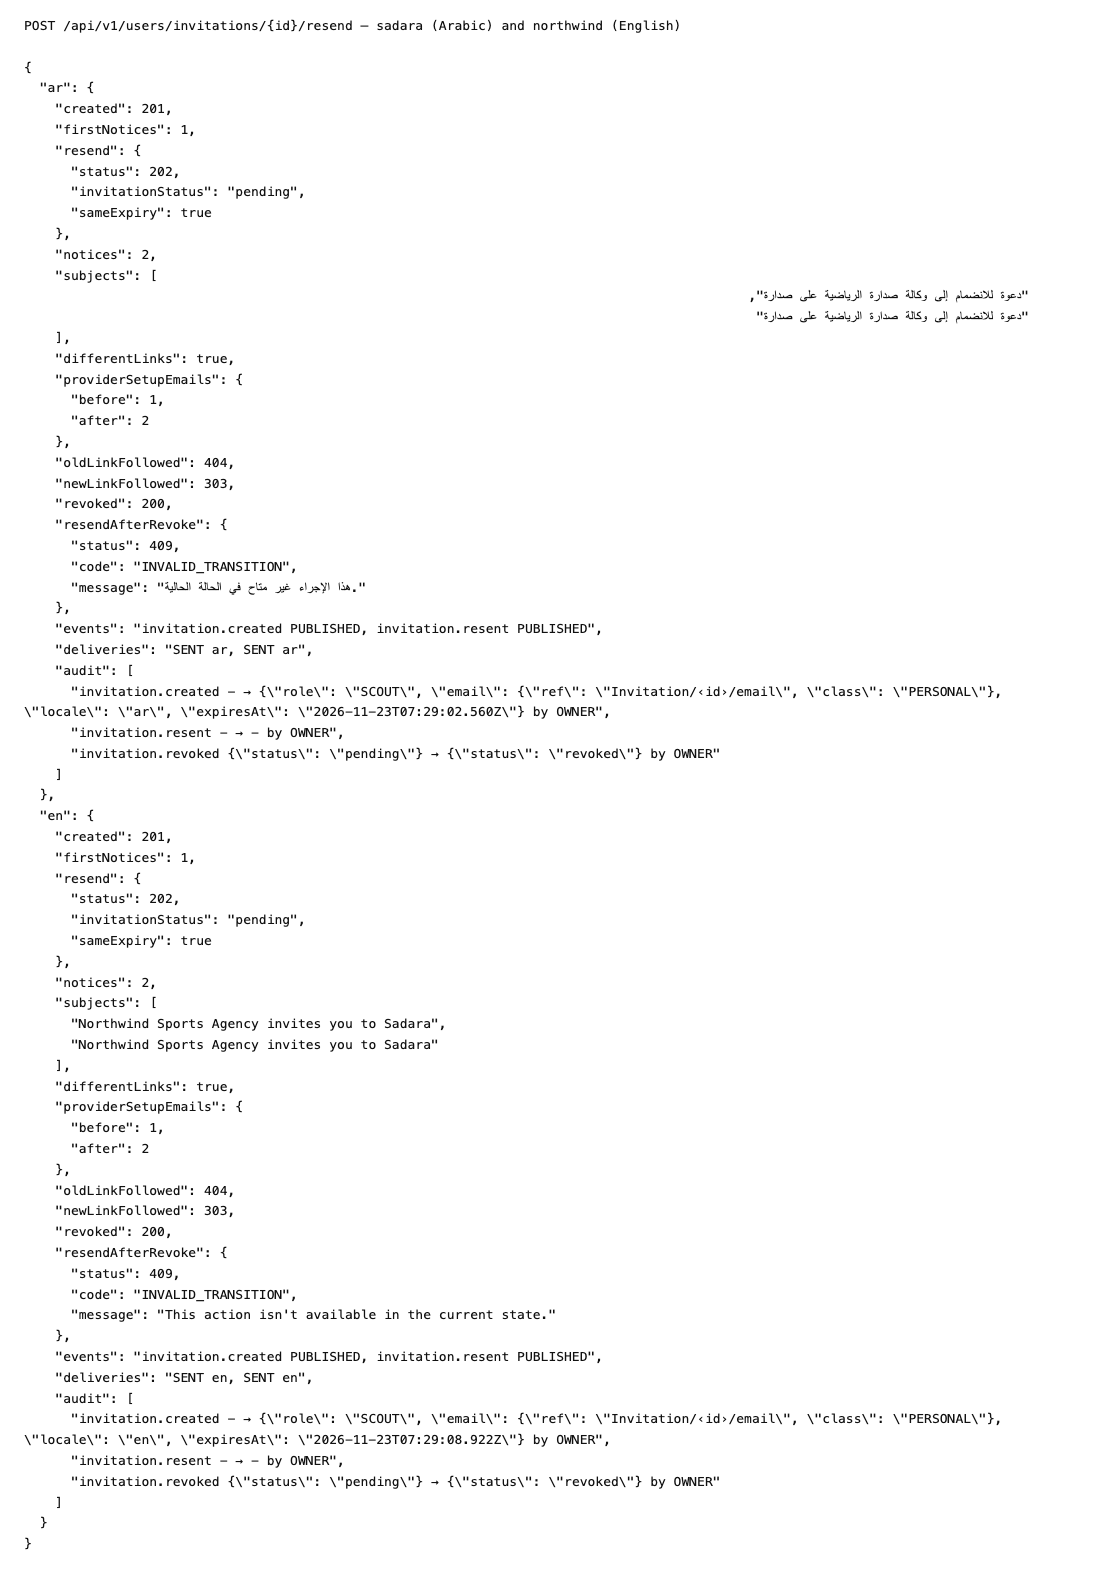 POST /api/v1/users/invitations/{id}/resend — sadara (Arabic) and northwind (English)
{
"ar": {
"created": 201,
"firstNotices": 1,
"resend": {
"status": 202,
"invitationStatus": "pending",
"sameExpiry": true
},
"notices": 2,
"subjects": [
"دعوة للانضمام إلى وكالة صدارة الرياضية على صدارة",
"دعوة للانضمام إلى وكالة صدارة الرياضية على صدارة"
],
"differentLinks": true,
"providerSetupEmails": {
"before": 1,
"after": 2
},
"oldLinkFollowed": 404,
"newLinkFollowed": 303,
"revoked": 200,
"resendAfterRevoke": {
"status": 409,
"code": "INVALID_TRANSITION",
"message": "هذا الإجراء غير متاح في الحالة الحالية."
},
"events": "invitation.created PUBLISHED, invitation.resent PUBLISHED",
"deliveries": "SENT ar, SENT ar",
"audit": [
"invitation.created — → {\"role\": \"SCOUT\", \"email\": {\"ref\": \"Invitation/‹id›/email\", \"class\": \"PERSONAL\"},
\"locale\": \"ar\", \"expiresAt\": \"2026-11-23T07:29:02.560Z\"} by OWNER",
"invitation.resent — → — by OWNER",
"invitation.revoked {\"status\": \"pending\"} → {\"status\": \"revoked\"} by OWNER"
]
},
"en": {
"created": 201,
"firstNotices": 1,
"resend": {
"status": 202,
"invitationStatus": "pending",
"sameExpiry": true
},
"notices": 2,
"subjects": [
"Northwind Sports Agency invites you to Sadara",
"Northwind Sports Agency invites you to Sadara"
],
"differentLinks": true,
"providerSetupEmails": {
"before": 1,
"after": 2
},
"oldLinkFollowed": 404,
"newLinkFollowed": 303,
"revoked": 200,
"resendAfterRevoke": {
"status": 409,
"code": "INVALID_TRANSITION",
"message": "This action isn't available in the current state."
},
"events": "invitation.created PUBLISHED, invitation.resent PUBLISHED",
"deliveries": "SENT en, SENT en",
"audit": [
"invitation.created — → {\"role\": \"SCOUT\", \"email\": {\"ref\": \"Invitation/‹id›/email\", \"class\": \"PERSONAL\"},
\"locale\": \"en\", \"expiresAt\": \"2026-11-23T07:29:08.922Z\"} by OWNER",
"invitation.resent — → — by OWNER",
"invitation.revoked {\"status\": \"pending\"} → {\"status\": \"revoked\"} by OWNER"
]
}
}